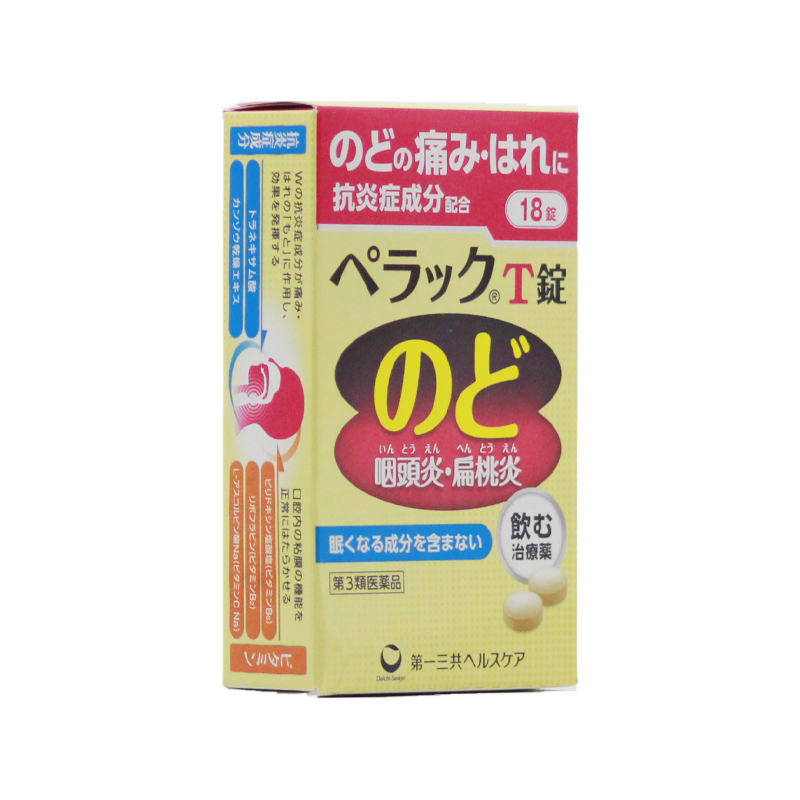 のどの痛み・はれに
抗炎症成分配合
18錠
ペラック® T錠
のど
いん とう えん へん とう えん
咽頭炎・扁桃炎
眠くなる成分を含まない
飲む
治療薬
第3類医薬品
第一三共ヘルスケア
Daiichi-Sankyo
抗炎症成分
トラネキサム酸
カンゾウ乾燥エキス
Wの抗炎症成分が痛み・
はれの「もと」に作用し、
効果を発揮する
口腔内の粘膜の機能を
正常にはたらかせる
ピリドキシン塩酸塩(ビタミンB6)
リボフラビン(ビタミンB2)
L-アスコルビン酸Na(ビタミンC Na)
ビタミン